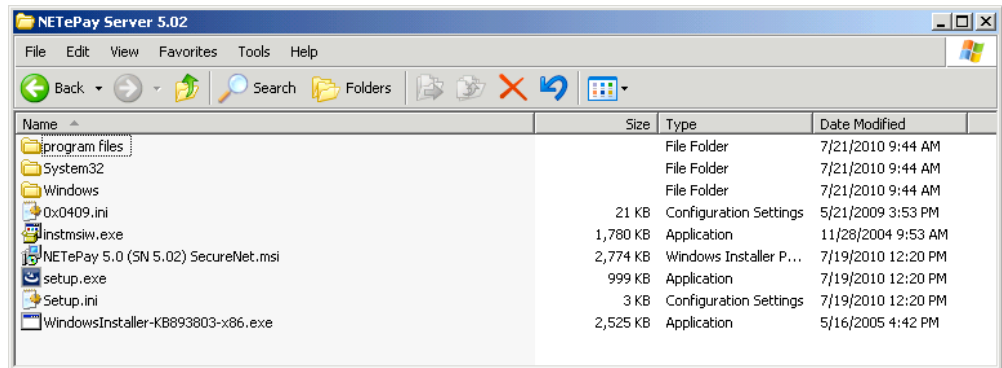 NETePay Server 5.02
File Edit View Favorites Tools Help
Back Search Folders
Name Size Type Date Modified
program files File Folder 7/21/2010 9:44 AM
System32 File Folder 7/21/2010 9:44 AM
Windows File Folder 7/21/2010 9:44 AM
0x0409.ini 21 KB Configuration Settings 5/21/2009 3:53 PM
instmsiw.exe 1,780 KB Application 11/28/2004 9:53 AM
NETePay 5.0 (SN 5.02) SecureNet.msi 2,774 KB Windows Installer P... 7/19/2010 12:20 PM
setup.exe 999 KB Application 7/19/2010 12:20 PM
Setup.ini 3 KB Configuration Settings 7/19/2010 12:20 PM
WindowsInstaller-KB893803-x86.exe 2,525 KB Application 5/16/2005 4:42 PM